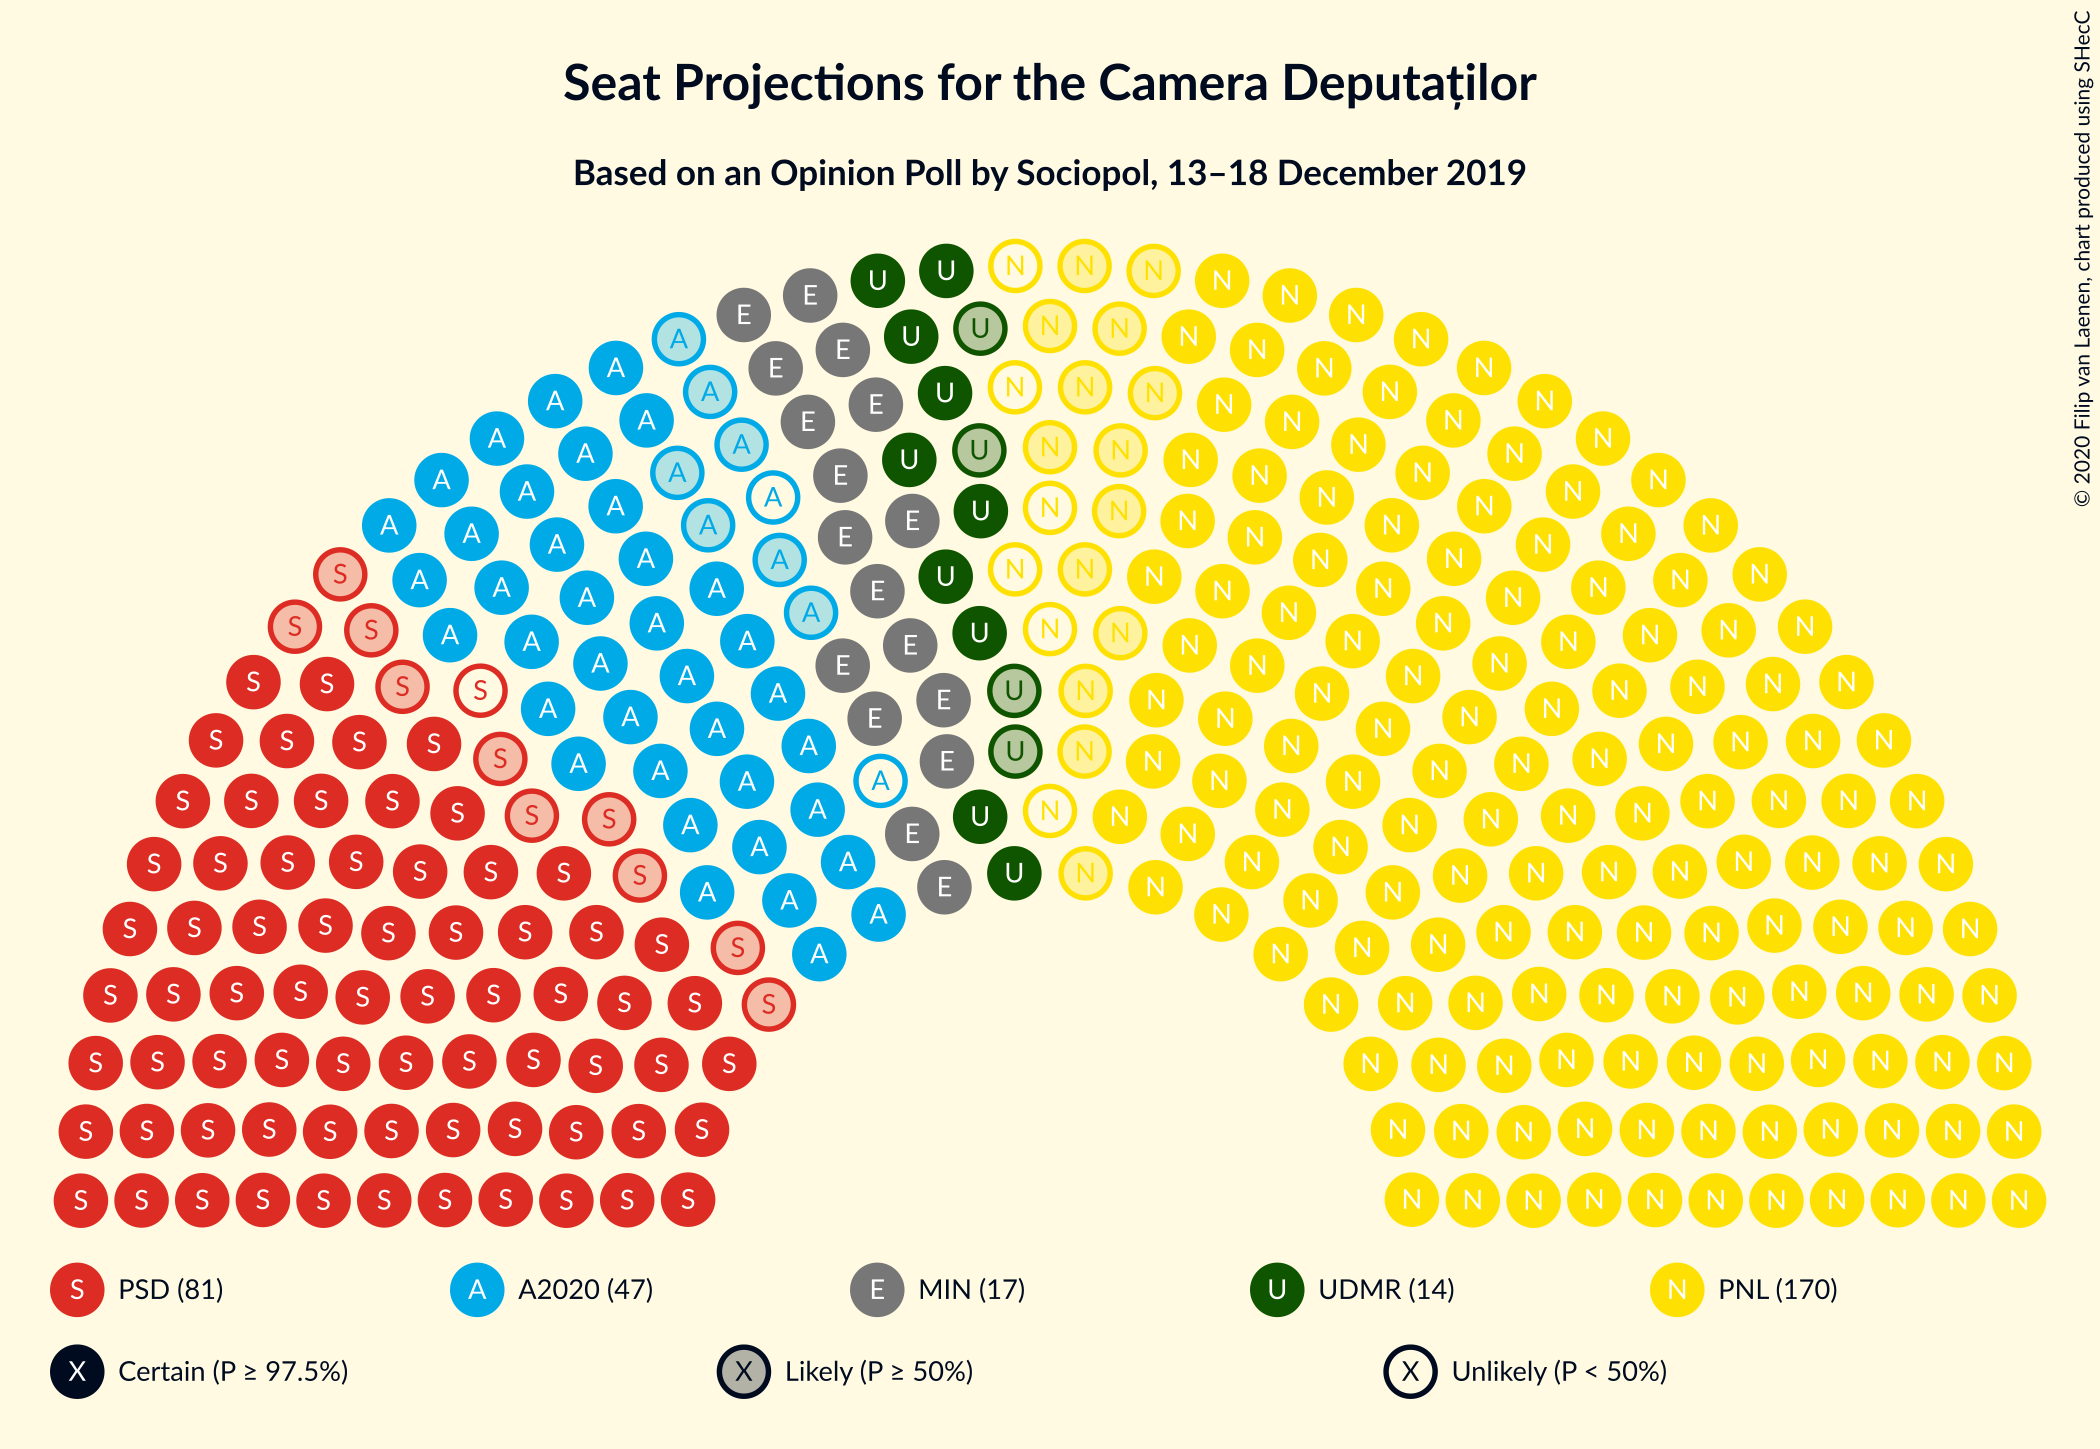 Seat Projections for the Camera Deputaților
Based on an Opinion Poll by Sociopol, 13–18 December 2019
© 2020 Filip van Laenen, chart produced using SHecC
S PSD (81) A A2020 (47) E MIN (17) U UDMR (14) N PNL (170)
X Certain (P ≥ 97.5%) X Likely (P ≥ 50%) X Unlikely (P < 50%)